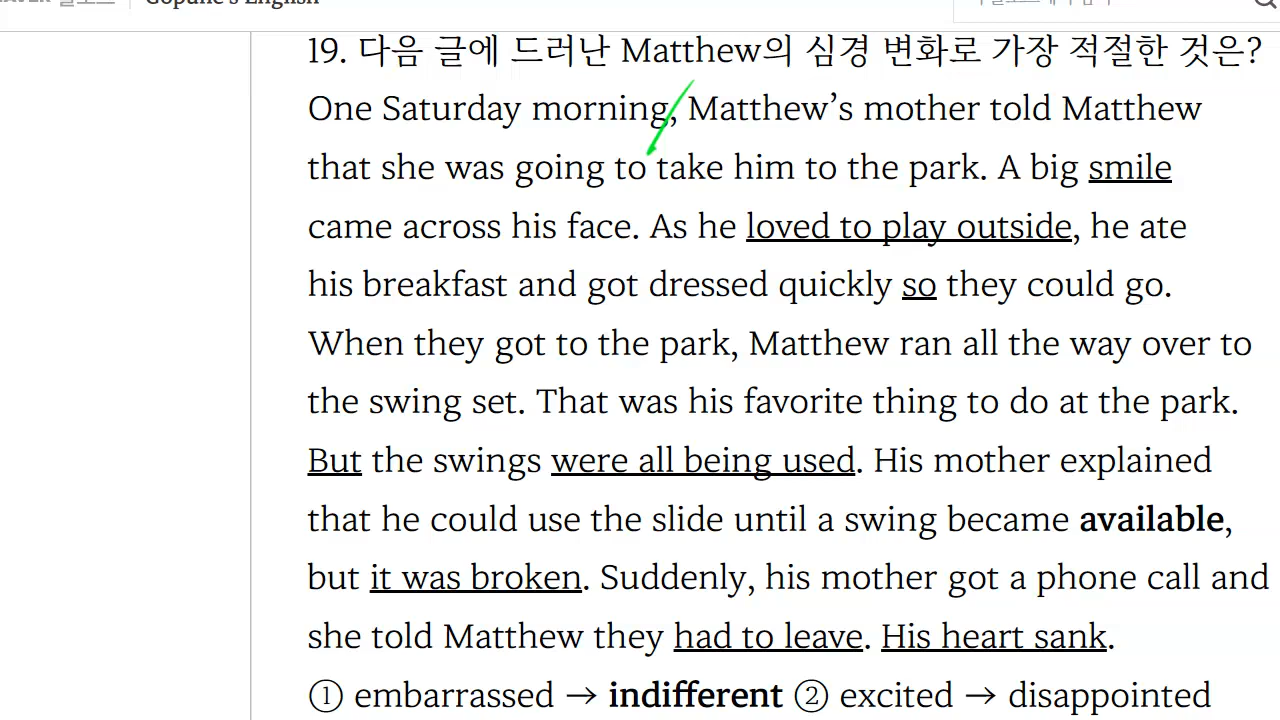 Gopune's English
19. 다음 글에 드러난 Matthew의 심경 변화로 가장 적절한 것은?
One Saturday morning, Matthew’s mother told Matthew
that she was going to take him to the park. A big smile
came across his face. As he loved to play outside, he ate
his breakfast and got dressed quickly so they could go.
When they got to the park, Matthew ran all the way over to
the swing set. That was his favorite thing to do at the park.
But the swings were all being used. His mother explained
that he could use the slide until a swing became available,
but it was broken. Suddenly, his mother got a phone call and
she told Matthew they had to leave. His heart sank.
① embarrassed → indifferent ② excited → disappointed